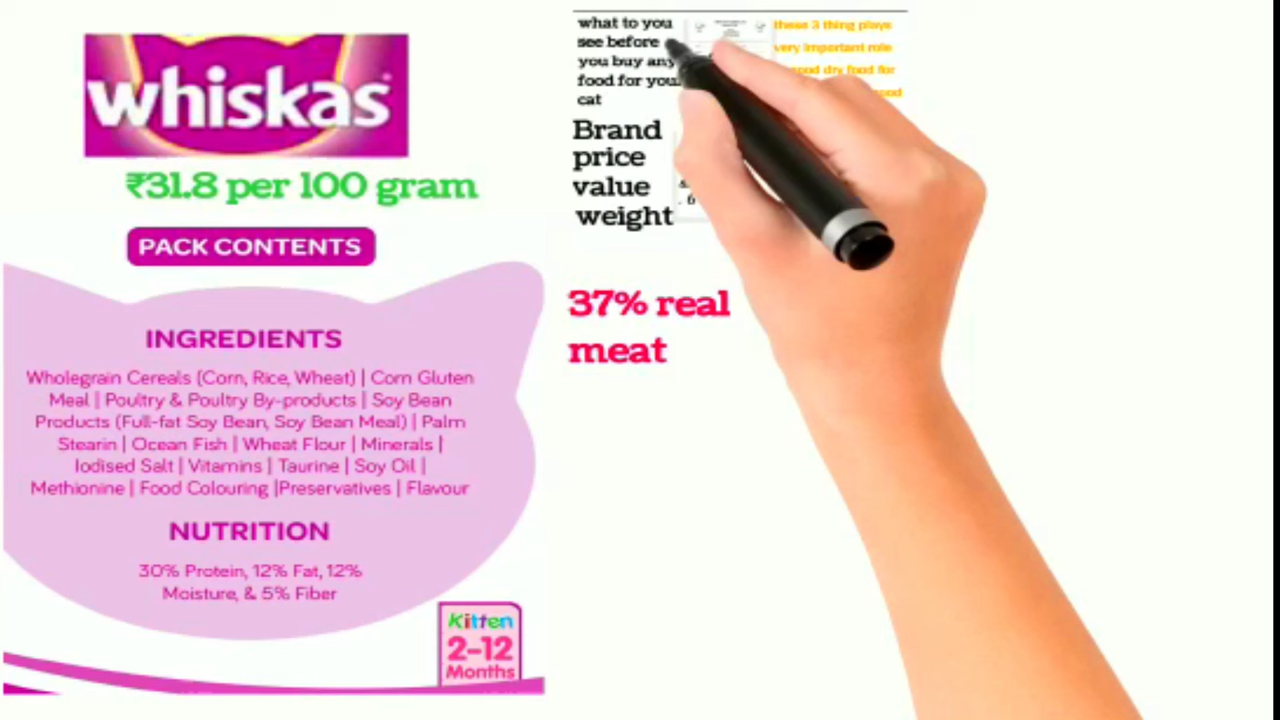 whiskas
₹31.8 per 100 gram
PACK CONTENTS
INGREDIENTS
Wholegrain Cereals (Corn, Rice, Wheat) | Corn Gluten
Meal | Poultry & Poultry By-products | Soy Bean
Products (Full-fat Soy Bean, Soy Bean Meal) | Palm
Stearin | Ocean Fish | Wheat Flour | Minerals |
Iodised Salt | Vitamins | Taurine | Soy Oil |
Methionine | Food Colouring |Preservatives | Flavour
NUTRITION
30% Protein, 12% Fat, 12%
Moisture, & 5% Fiber
Kitten
2-12
Months
what to you
see before
you buy any
food for you
cat
Brand
price
value
weight
37% real
meat
these 3 thing plays
very important role
dry food for